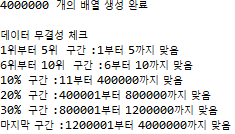 4000000 개의 배열 생성 완료
데이터 무결성 체크
1위부터 5위 구간 :1부터 5까지 맞음
6위부터 10위 구간 :6부터 10까지 맞음
10% 구간 :11부터 400000까지 맞음
20% 구간 :400001부터 800000까지 맞음
30% 구간 :800001부터 1200000까지 맞음
마지막 구간 :1200001부터 4000000까지 맞음